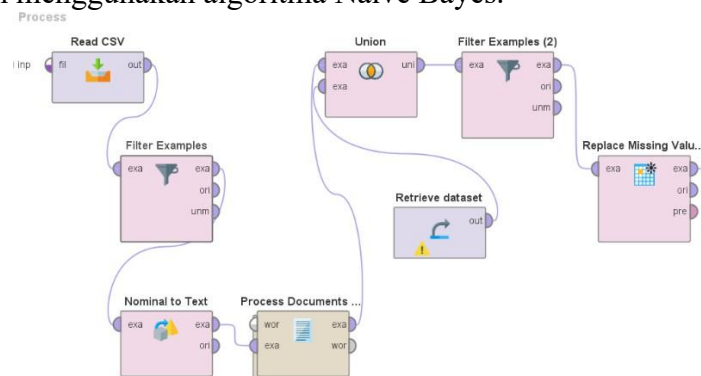 menggunakan algoritma Naive Bayes.
Process
Read CSV
inp
fil
out
Filter Examples
exa
exa
ori
unm
Nominal to Text
exa
exa
ori
Process Documents ...
wor
exa
exa
wor
Union
exa
uni
exa
Retrieve dataset
out
Filter Examples (2)
exa
exa
ori
unm
Replace Missing Valu...
exa
exa
ori
pre